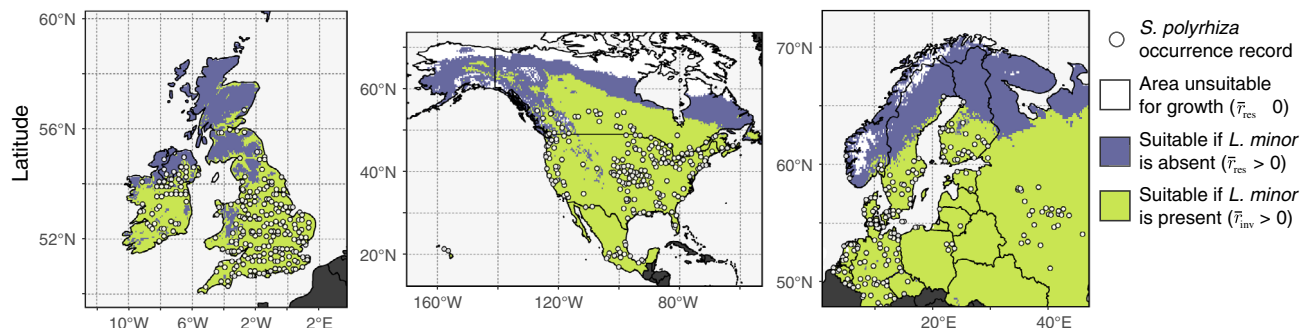 Latitude
60°N
58°N
56°N
54°N
52°N
10°W 6°W 2°W 2°E
60°N
40°N
20°N
160°W 120°W 80°W
70°N
60°N
50°N
20°E 40°E
S. polyrhiza
occurrence record
Area unsuitable
for growth (r̄res 0)
Suitable if L. minor
is absent (r̄res > 0)
Suitable if L. minor
is present (r̄inv > 0)